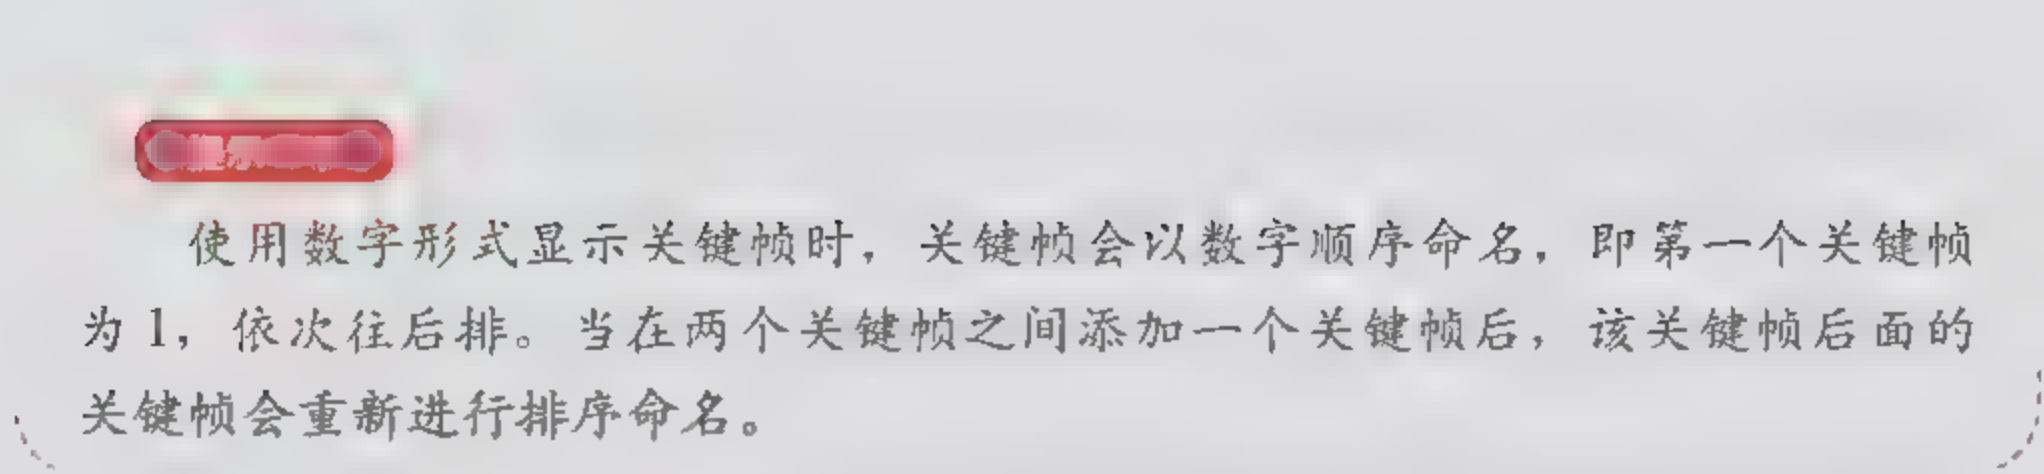 使用数字形式显示关键帧时，关键帧会以数字顺序命名，即第一个关键帧
为1，依次往后排。当在两个关键帧之间添加一个关键帧后，该关键帧后面的
关键帧会重新进行排序命名。